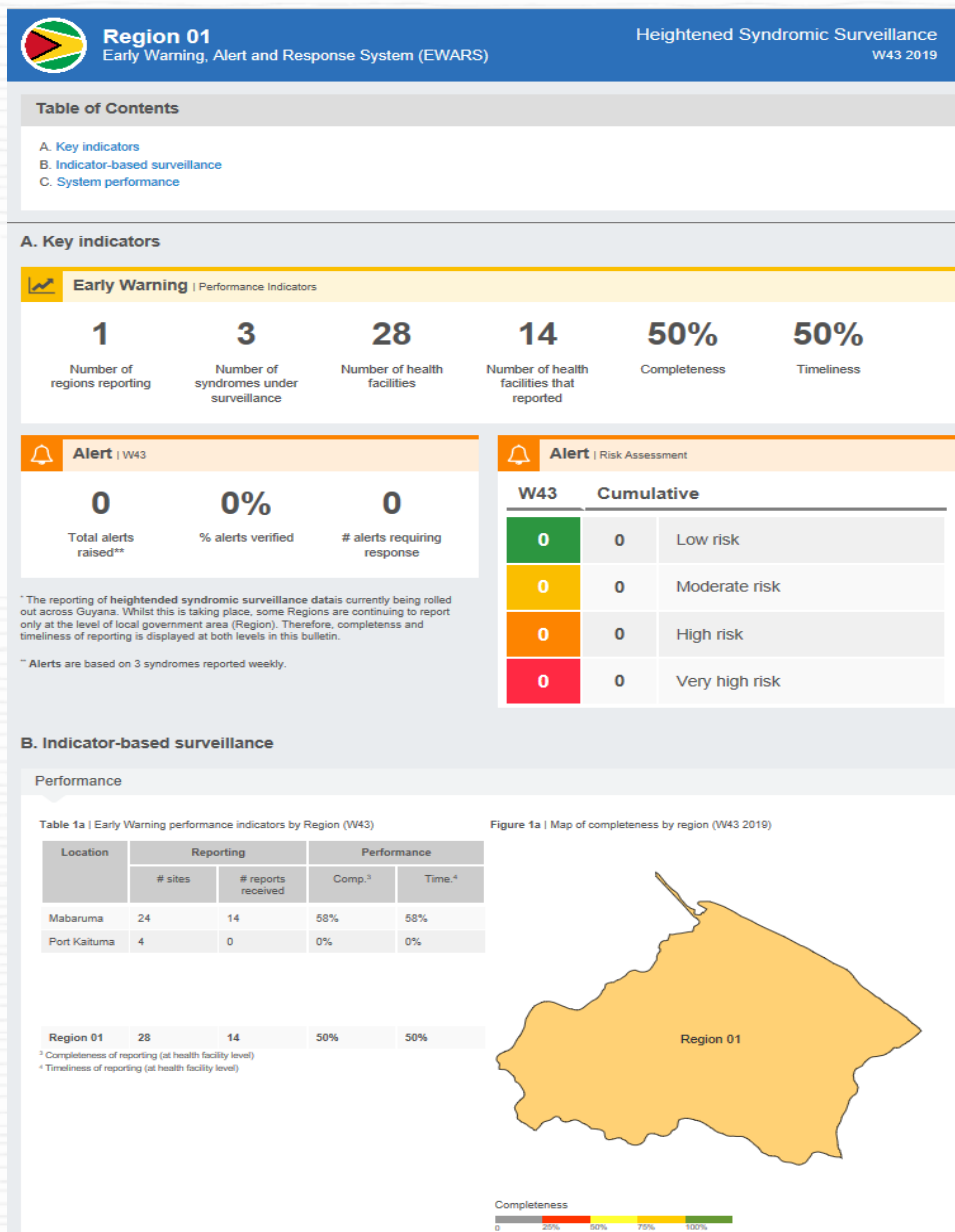 Region 01
Early Warning, Alert and Response System (EWARS)
Heightened Syndromic Surveillance
W43 2019
Table of Contents
A. Key indicators
B. Indicator-based surveillance
C. System performance
A. Key indicators
Early Warning | Performance Indicators
1 3 28 14 50% 50%
Number of regions reporting
Number of syndromes under surveillance
Number of health facilities
Number of health facilities that reported
Completeness
Timeliness
Alert | W43
0 0% 0
Total alerts raised**
% alerts verified
# alerts requiring response
* The reporting of heightened syndromic surveillance datais currently being rolled
out across Guyana. Whilst this is taking place, some Regions are continuing to report
only at the level of local government area (Region). Therefore, completenss and
timeliness of reporting is displayed at both levels in this bulletin.
** Alerts are based on 3 syndromes reported weekly.
Alert | Risk Assessment
W43 Cumulative
0 0 Low risk
0 0 Moderate risk
0 0 High risk
0 0 Very high risk
B. Indicator-based surveillance
Performance
Table 1a | Early Warning performance indicators by Region (W43)
Location Reporting Performance
# sites # reports received Comp.³ Time.⁴
Mabaruma 24 14 58% 58%
Port Kaituma 4 0 0% 0%
Region 01 28 14 50% 50%
³ Completeness of reporting (at health facility level)
⁴ Timeliness of reporting (at health facility level)
Figure 1a | Map of completeness by region (W43 2019)
Region 01
Completeness
0 25% 50% 75% 100%